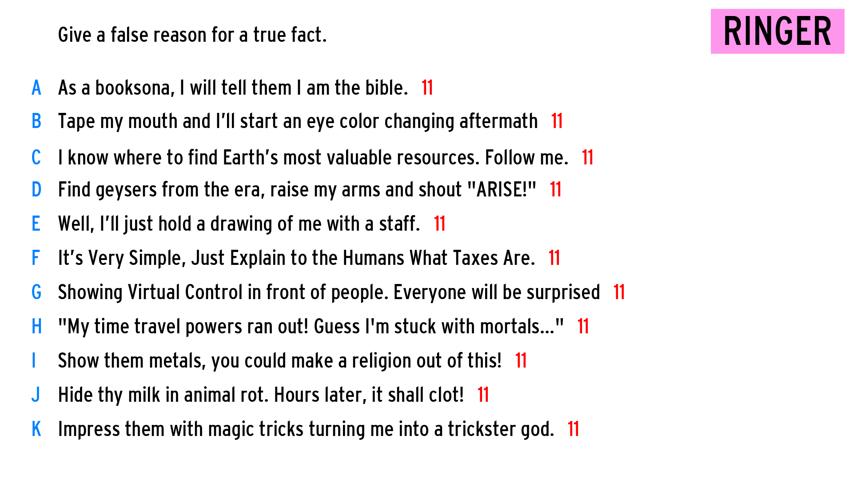 Give a false reason for a true fact.
RINGER
A As a booksona, I will tell them I am the bible. 11
B Tape my mouth and I'll start an eye color changing aftermath 11
C I know where to find Earth's most valuable resources. Follow me. 11
D Find geysers from the era, raise my arms and shout "ARISE!" 11
E Well, I'll just hold a drawing of me with a staff. 11
F It's Very Simple, Just Explain to the Humans What Taxes Are. 11
G Showing Virtual Control in front of people. Everyone will be surprised 11
H "My time travel powers ran out! Guess I'm stuck with mortals..." 11
I Show them metals, you could make a religion out of this! 11
J Hide thy milk in animal rot. Hours later, it shall clot! 11
K Impress them with magic tricks turning me into a trickster god. 11